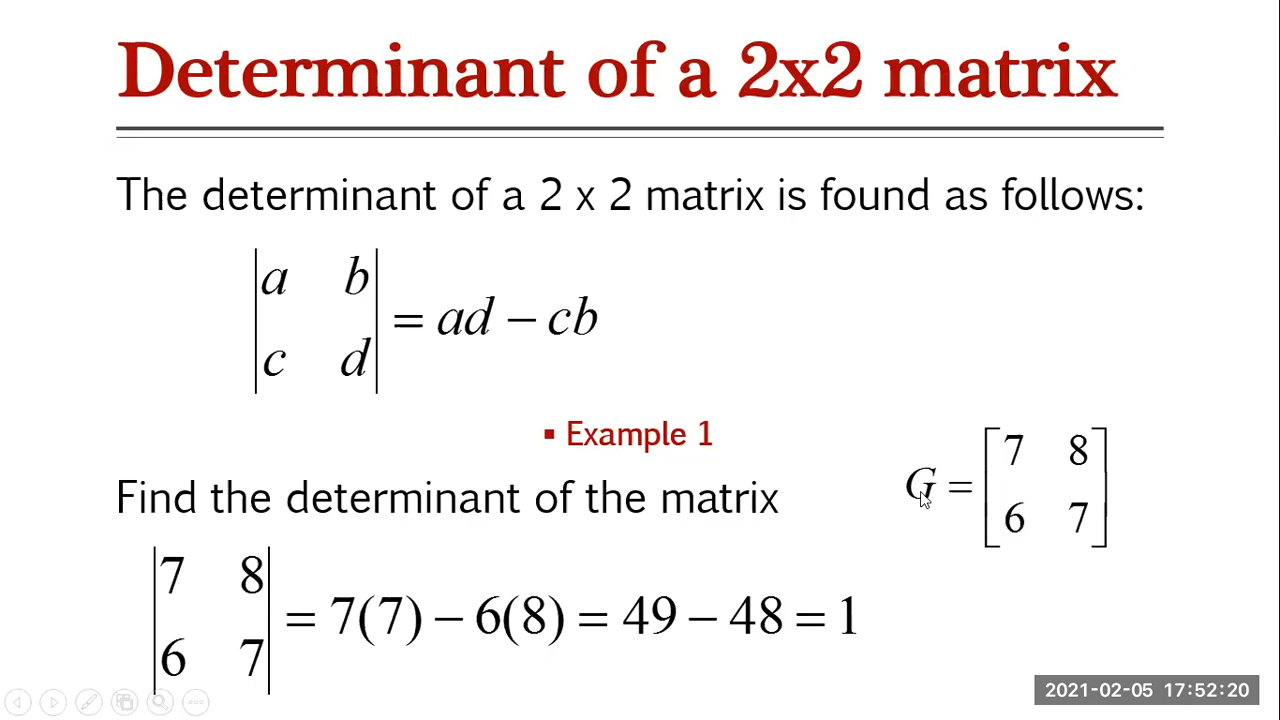 Determinant of a 2x2 matrix
The determinant of a 2 x 2 matrix is found as follows:
|a b|
|c d| = ad − cb
▪ Example 1
Find the determinant of the matrix
G = [7 8]
[6 7]
|7 8|
|6 7| = 7(7) − 6(8) = 49 − 48 = 1
2021-02-05 17:52:20